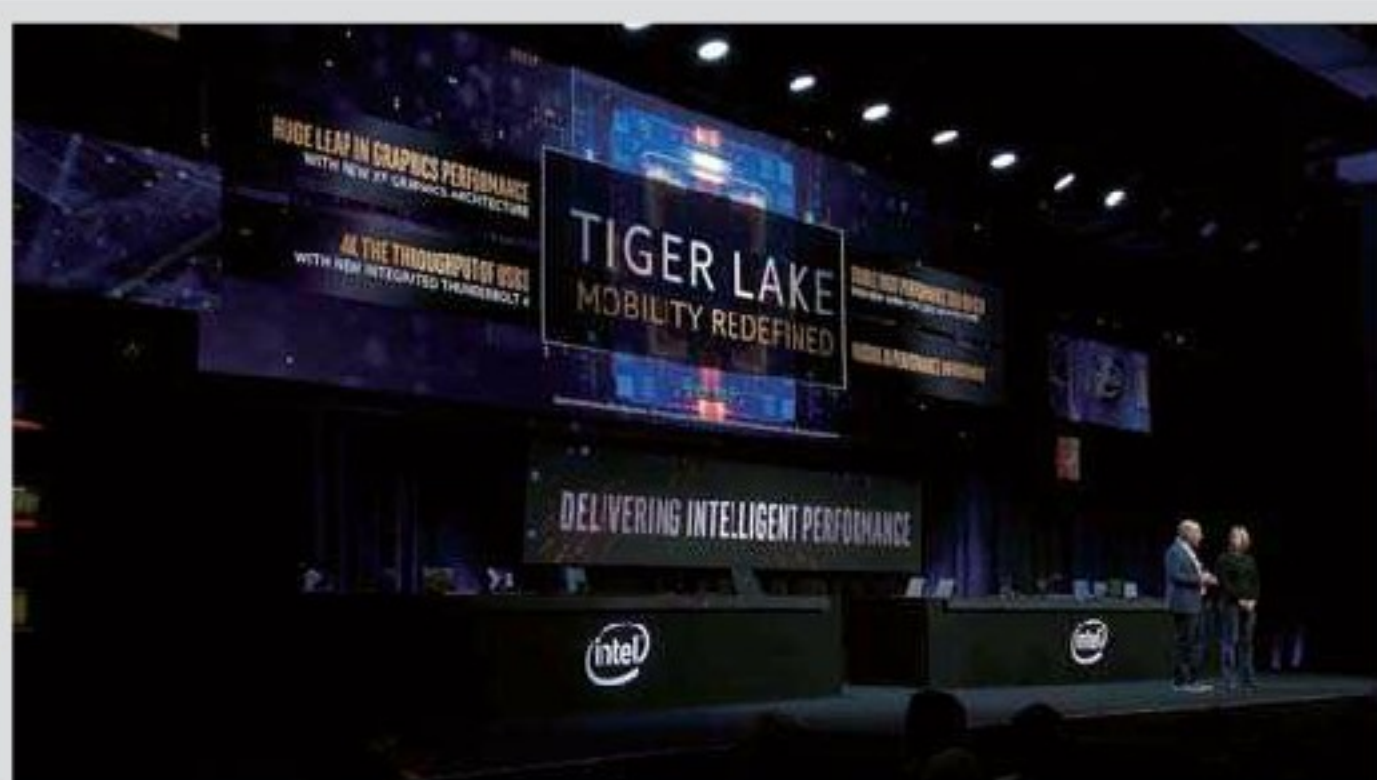 HUGE LEAP IN GRAPHICS PERFORMANCE
WITH NEW Xe GRAPHICS ARCHITECTURE
4X THE THROUGHPUT OF USB3
WITH NEW INTEGRATED THUNDERBOLT 4
TIGER LAKE
MOBILITY REDEFINED
DELIVERING INTELLIGENT PERFORMANCE
intel
intel